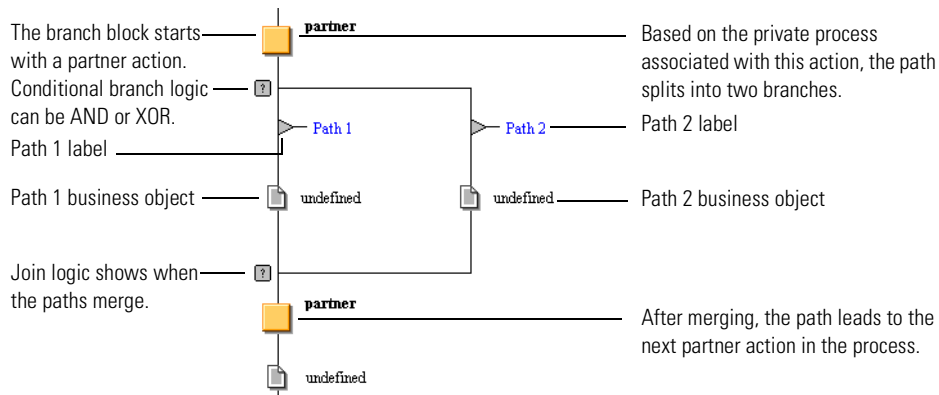 The branch block starts
with a partner action.
Conditional branch logic
can be AND or XOR.
Path 1 label
Path 1 business object
Join logic shows when
the paths merge.
partner
?
Path 1
Path 2
undefined
undefined
?
partner
undefined
Based on the private process
associated with this action, the path
splits into two branches.
Path 2 label
Path 2 business object
After merging, the path leads to the
next partner action in the process.